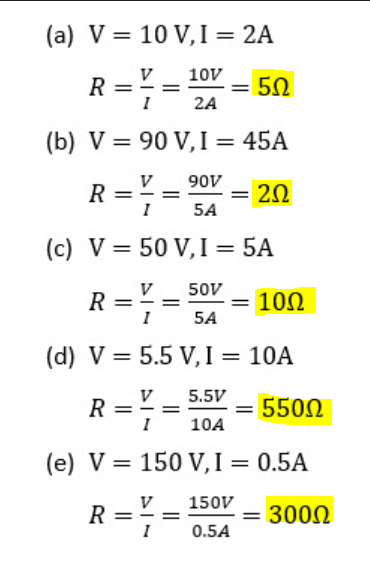 (a) V = 10 V, I = 2A
R = V/I = 10V/2A = 5Ω
(b) V = 90 V, I = 45A
R = V/I = 90V/5A = 2Ω
(c) V = 50 V, I = 5A
R = V/I = 50V/5A = 10Ω
(d) V = 5.5 V, I = 10A
R = V/I = 5.5V/10A = 550Ω
(e) V = 150 V, I = 0.5A
R = V/I = 150V/0.5A = 300Ω